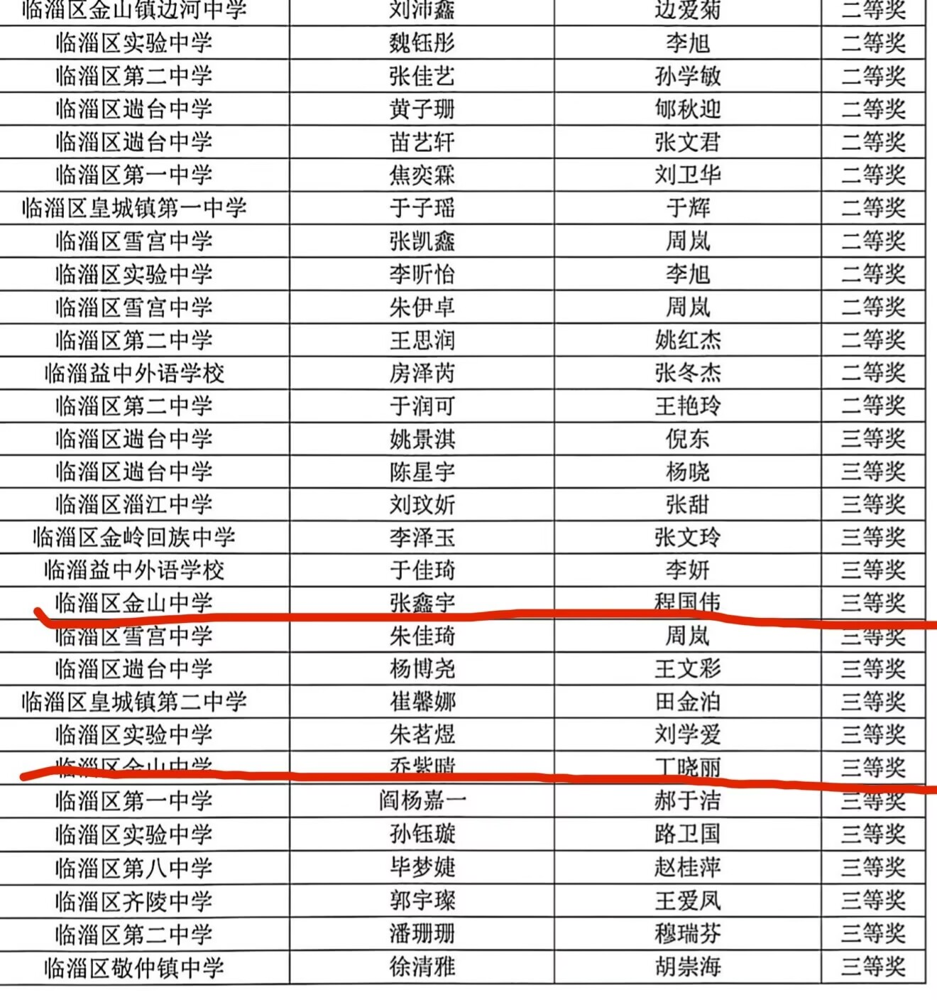 临淄区金山镇边河中学 刘沛鑫 边爱菊 二等奖
临淄区实验中学 魏钰彤 李旭 二等奖
临淄区第二中学 张佳艺 孙学敏 二等奖
临淄区遄台中学 黄子珊 郇秋迎 二等奖
临淄区遄台中学 苗艺轩 张文君 二等奖
临淄区第一中学 焦奕霖 刘卫华 二等奖
临淄区皇城镇第一中学 于子瑶 于辉 二等奖
临淄区雪宫中学 张凯鑫 周岚 二等奖
临淄区实验中学 李昕怡 李旭 二等奖
临淄区雪宫中学 朱伊卓 周岚 二等奖
临淄区第二中学 王思润 姚红杰 二等奖
临淄益中外语学校 房泽芮 张冬杰 二等奖
临淄区第二中学 于润可 王艳玲 二等奖
临淄区遄台中学 姚景淇 倪东 三等奖
临淄区遄台中学 陈星宇 杨晓 三等奖
临淄区淄江中学 刘玟妡 张甜 三等奖
临淄区金岭回族中学 李泽玉 张文玲 三等奖
临淄益中外语学校 于佳琦 李妍 三等奖
临淄区金山中学 张鑫宇 程国伟 三等奖
临淄区雪宫中学 朱佳琦 周岚 三等奖
临淄区遄台中学 杨博尧 王文彩 三等奖
临淄区皇城镇第二中学 崔馨娜 田金泊 三等奖
临淄区实验中学 朱茗煜 刘学爱 三等奖
临淄区金山中学 乔紫晴 丁晓丽 三等奖
临淄区第一中学 阎杨嘉一 郝于洁 三等奖
临淄区实验中学 孙钰璇 路卫国 三等奖
临淄区第八中学 毕梦婕 赵桂萍 三等奖
临淄区齐陵中学 郭宇璨 王爱凤 三等奖
临淄区第二中学 潘珊珊 穆瑞芬 三等奖
临淄区敬仲镇中学 徐清雅 胡崇海 三等奖